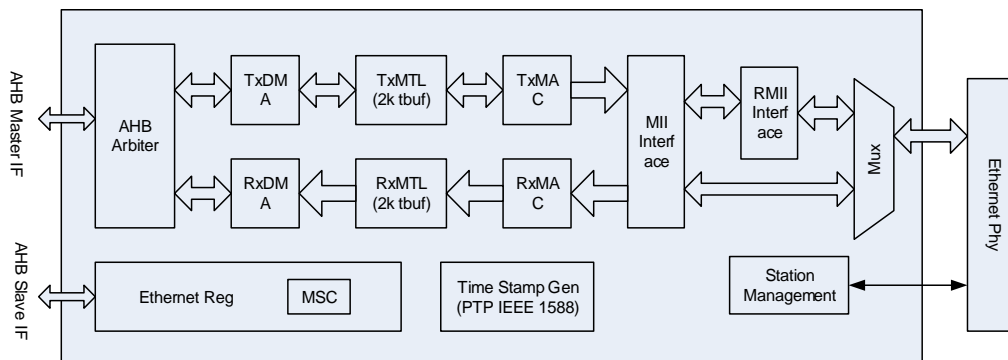 AHB Master IF
AHB Slave IF
AHB
Arbiter
TxDM
A
TxMTL
(2k tbuf)
TxMA
C
RxDM
A
RxMTL
(2k tbuf)
RxMA
C
MII
Interf
ace
RMII
Interf
ace
Mux
Ethernet Phy
Ethernet Reg
MSC
Time Stamp Gen
(PTP IEEE 1588)
Station
Management